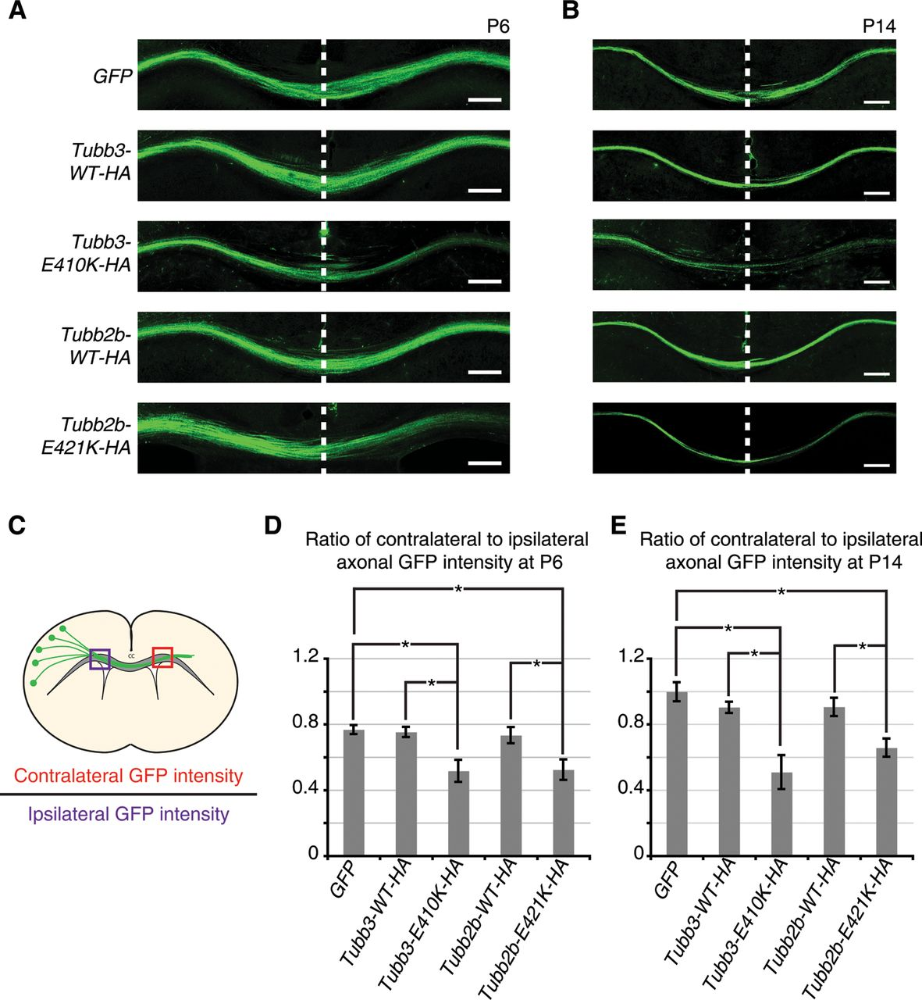 A
B
P6
P14
GFP
Tubb3-
WT-HA
Tubb3-
E410K-HA
Tubb2b-
WT-HA
Tubb2b-
E421K-HA
C
cc
Contralateral GFP intensity
Ipsilateral GFP intensity
D
Ratio of contralateral to ipsilateral
axonal GFP intensity at P6
*
*
*
*
1.2
0.8
0.4
0
GFP
Tubb3-WT-HA
Tubb3-E410K-HA
Tubb2b-WT-HA
Tubb2b-E421K-HA
E
Ratio of contralateral to ipsilateral
axonal GFP intensity at P14
*
*
*
*
1.2
0.8
0.4
0
GFP
Tubb3-WT-HA
Tubb3-E410K-HA
Tubb2b-WT-HA
Tubb2b-E421K-HA